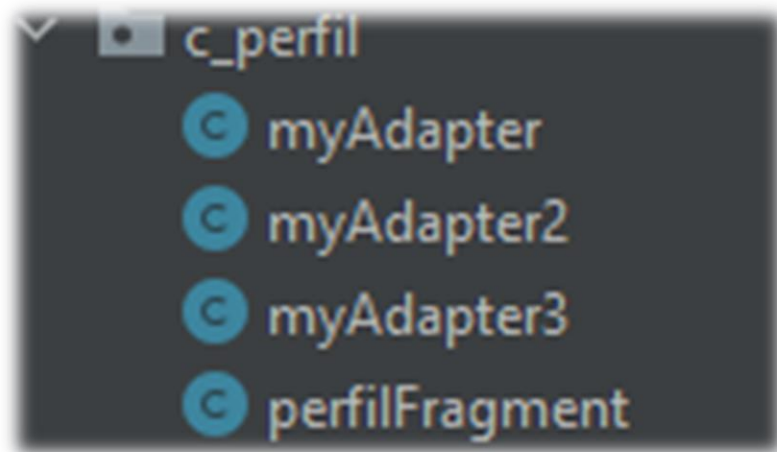 c_perfil
C myAdapter
C myAdapter2
C myAdapter3
C perfilFragment